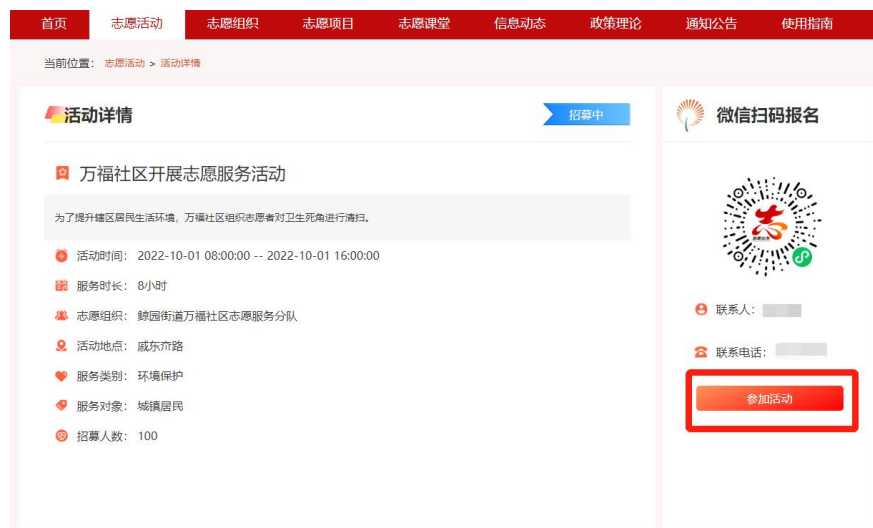 首页 志愿活动 志愿组织 志愿项目 志愿课堂 信息动态 政策理论 通知公告 使用指南
当前位置： 志愿活动 > 活动详情
活动详情
招募中
万福社区开展志愿服务活动
为了提升辖区居民生活环境，万福社区组织志愿者对卫生死角进行清扫。
活动时间： 2022-10-01 08:00:00 -- 2022-10-01 16:00:00
服务时长： 8小时
志愿组织： 鲸园街道万福社区志愿服务分队
活动地点： 戚东夼路
服务类别： 环境保护
服务对象： 城镇居民
招募人数： 100
微信扫码报名
联系人：
联系电话：
参加活动